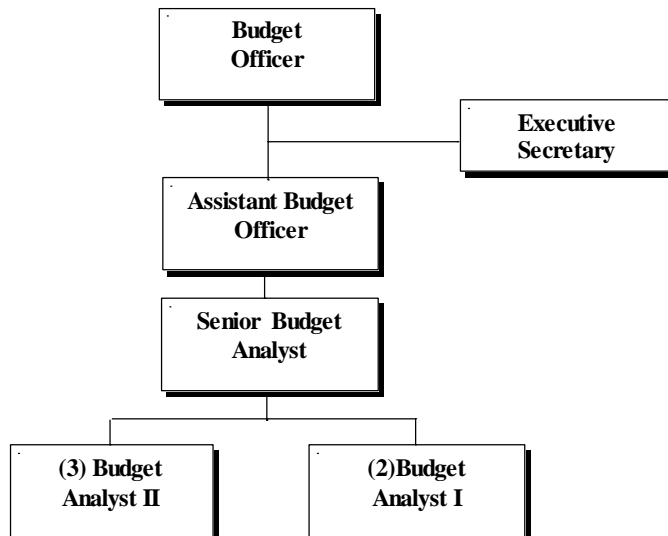 Budget
Officer
Executive
Secretary
Assistant Budget
Officer
Senior Budget
Analyst
(3) Budget
Analyst II
(2)Budget
Analyst I